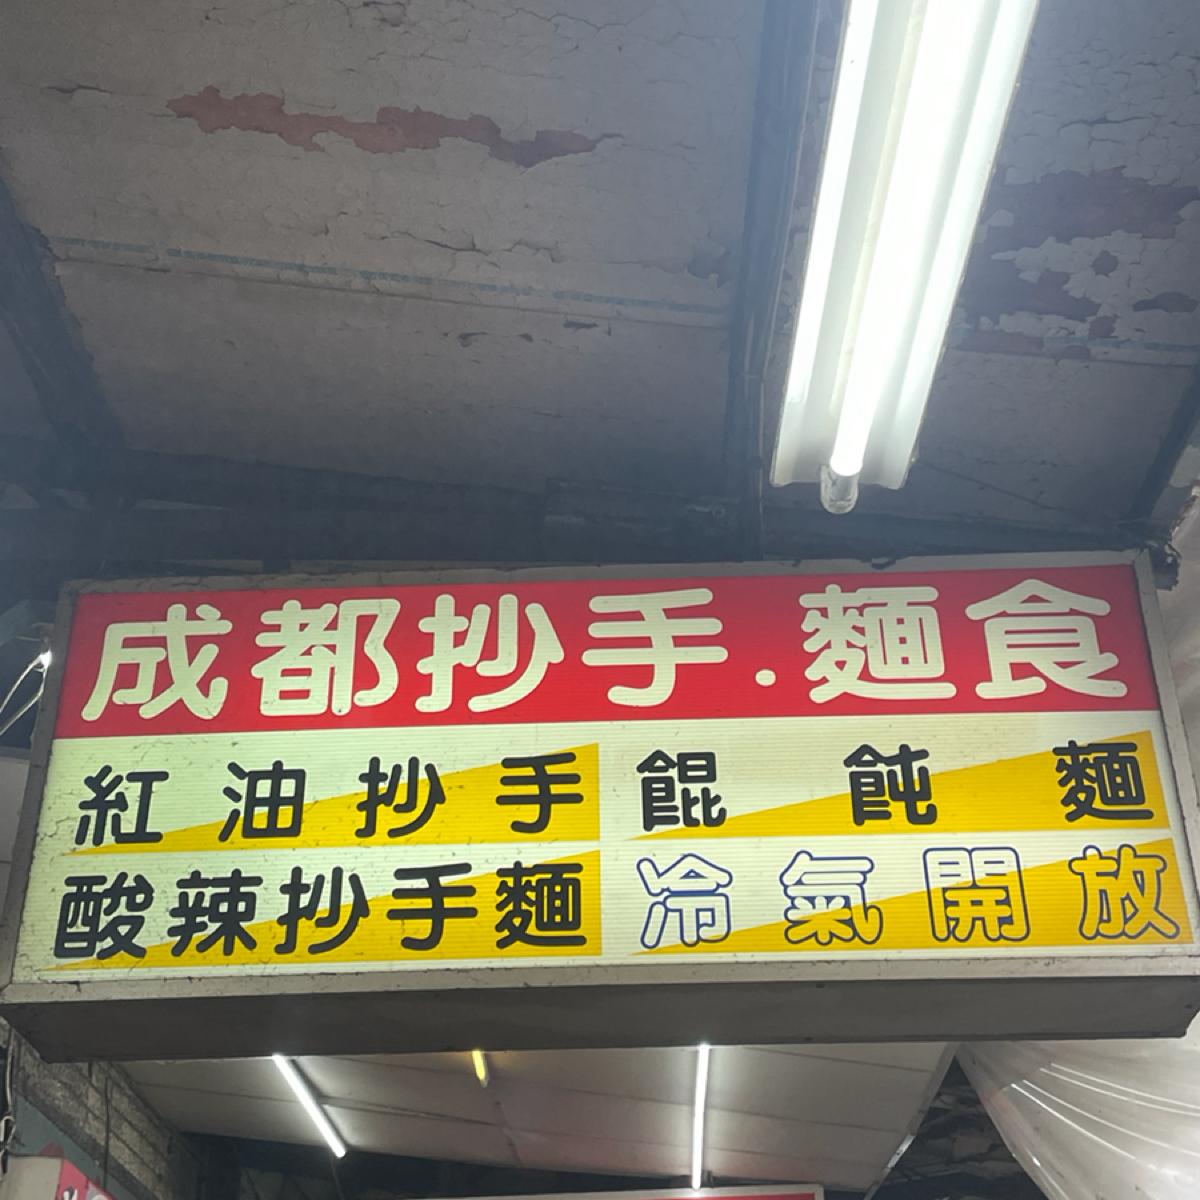 成都抄手.麵食
紅油抄手 餛飩麵
酸辣抄手麵 冷氣開放